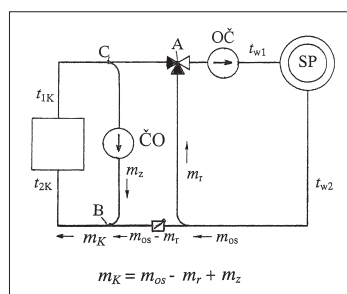 C
A
OČ
t_w1
SP
t_1K
ČO
t_2K
m_z
m_r
t_w2
B
m_K
m_os - m_r
m_os
m_K = m_os - m_r + m_z